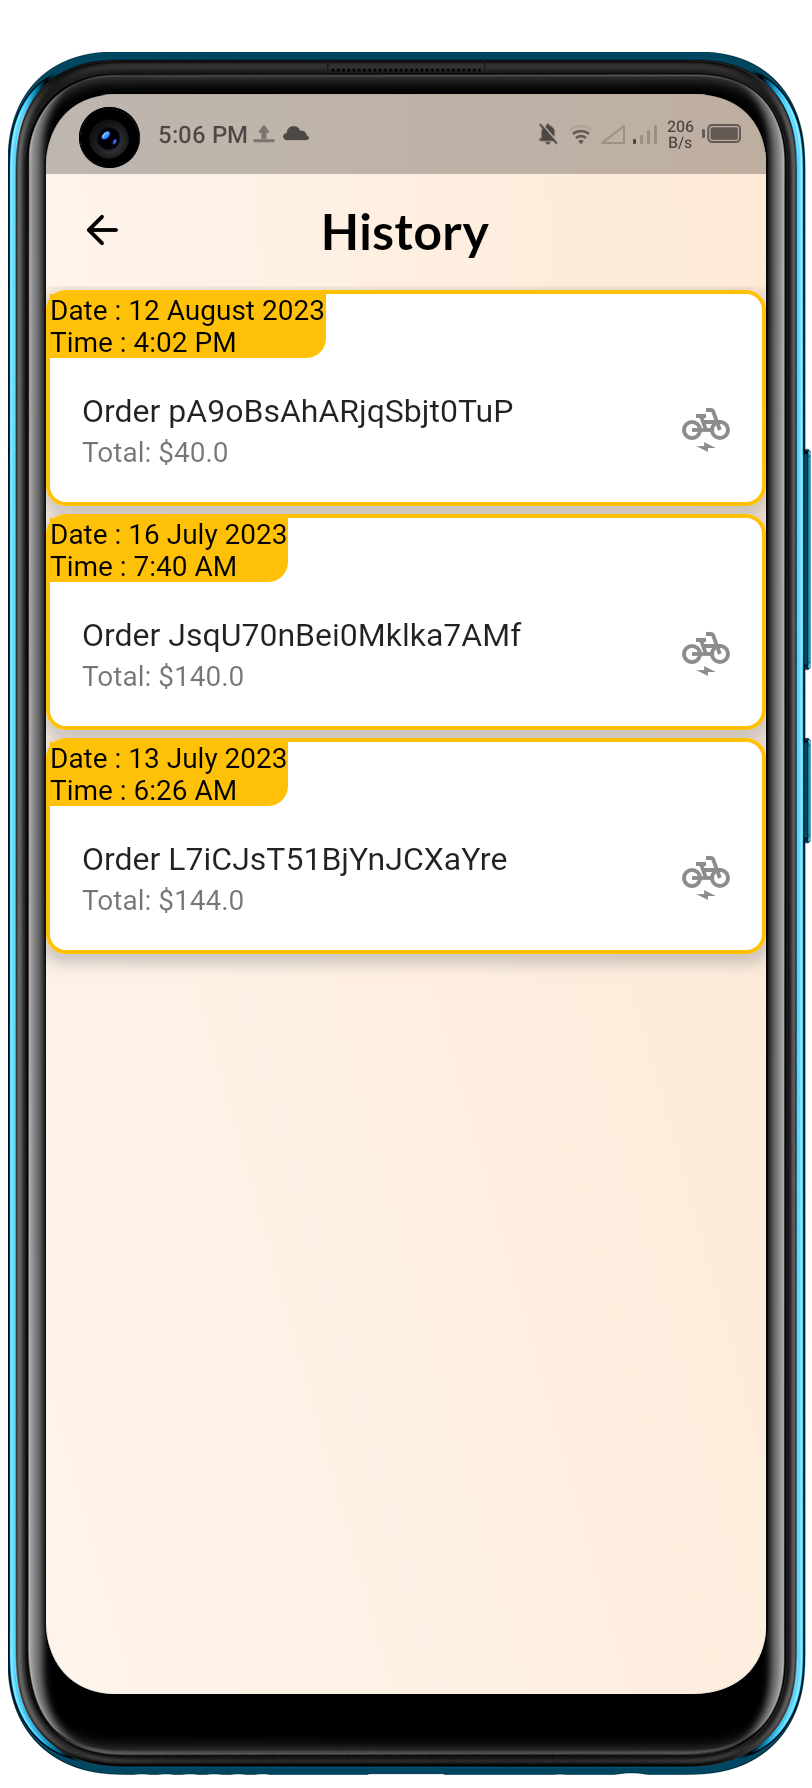 5:06 PM
206
B/s
History
Date : 12 August 2023
Time : 4:02 PM
Order pA9oBsAhARjqSbjt0TuP
Total: $40.0
Date : 16 July 2023
Time : 7:40 AM
Order JsqU70nBei0Mklka7AMf
Total: $140.0
Date : 13 July 2023
Time : 6:26 AM
Order L7iCJsT51BjYnJCXaYre
Total: $144.0